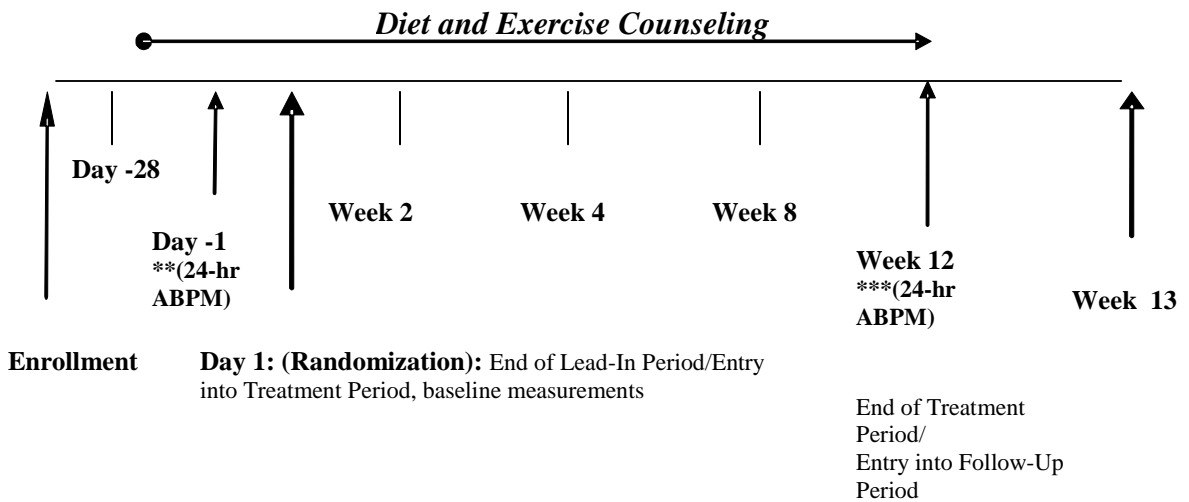 Diet and Exercise Counseling
Day -28
Week 2
Week 4
Week 8
Day -1
**(24-hr
ABPM)
Week 12
***(24-hr
ABPM)
Week 13
Enrollment
Day 1: (Randomization): End of Lead-In Period/Entry
into Treatment Period, baseline measurements
End of Treatment
Period/
Entry into Follow-Up
Period